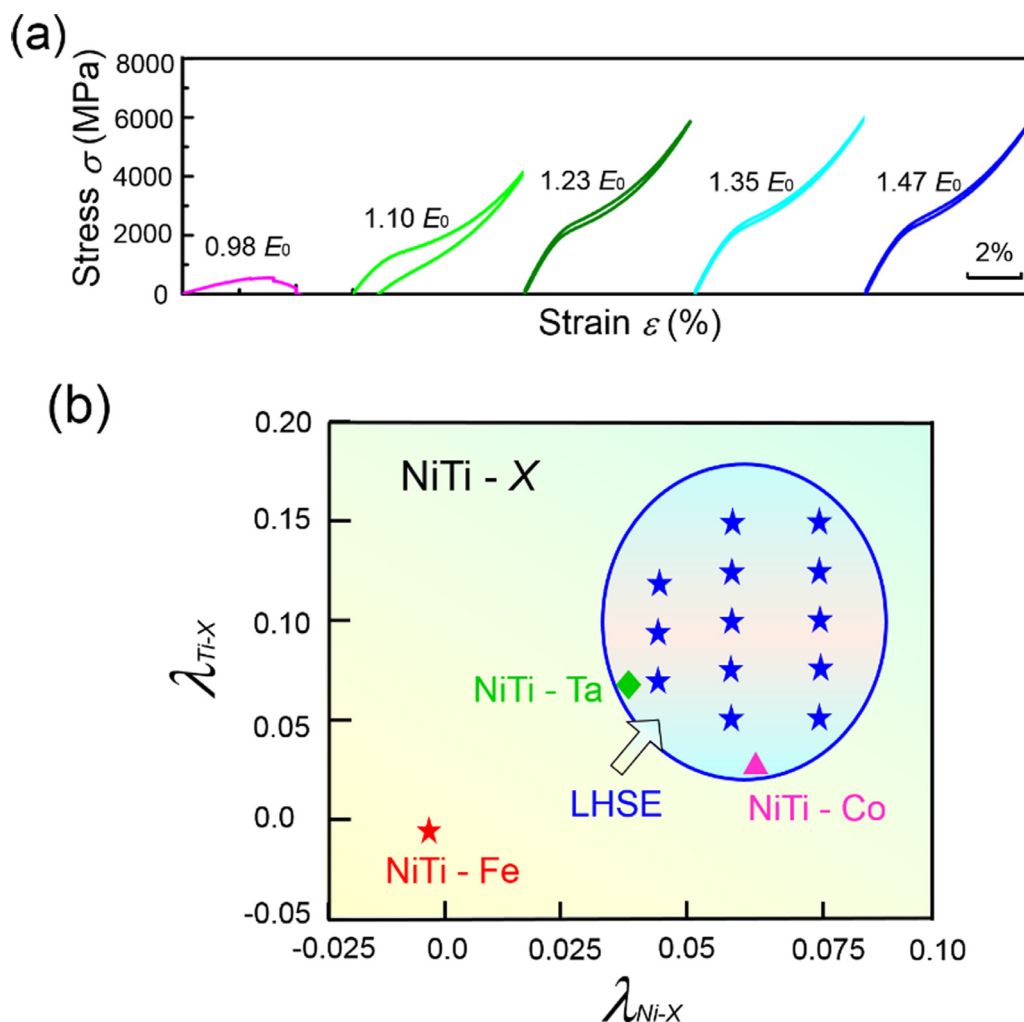 (a)
Stress σ (MPa)
8000
6000
4000
2000
0
0.98 E0
1.10 E0
1.23 E0
1.35 E0
1.47 E0
2%
Strain ε (%)
(b)
λTi-X
0.20
0.15
0.10
0.05
0.0
-0.05
NiTi - X
NiTi - Ta
LHSE
NiTi - Co
NiTi - Fe
-0.025 0.0 0.025 0.05 0.075 0.10
λNi-X